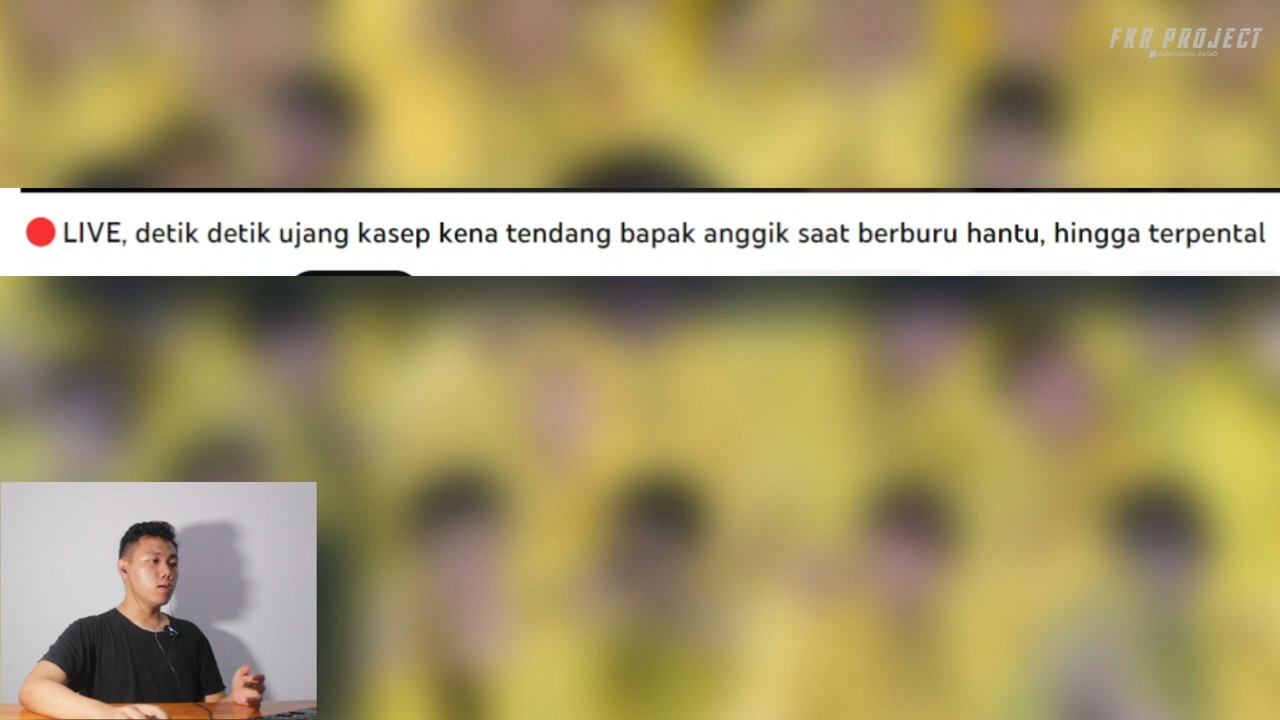 FKR PROJECT
🔴 LIVE, detik detik ujang kasep kena tendang bapak anggik saat berburu hantu, hingga terpental